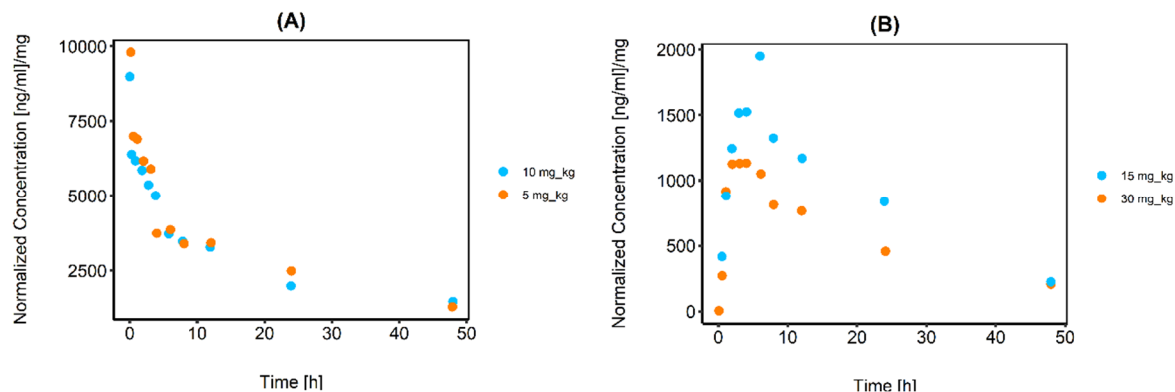 (A)
Normalized Concentration [ng/ml]/mg
10000
7500
5000
2500
0
10
20
30
40
50
Time [h]
10 mg_kg
5 mg_kg
(B)
Normalized Concentration [ng/ml]/mg
2000
1500
1000
500
0
0
10
20
30
40
50
Time [h]
15 mg_kg
30 mg_kg